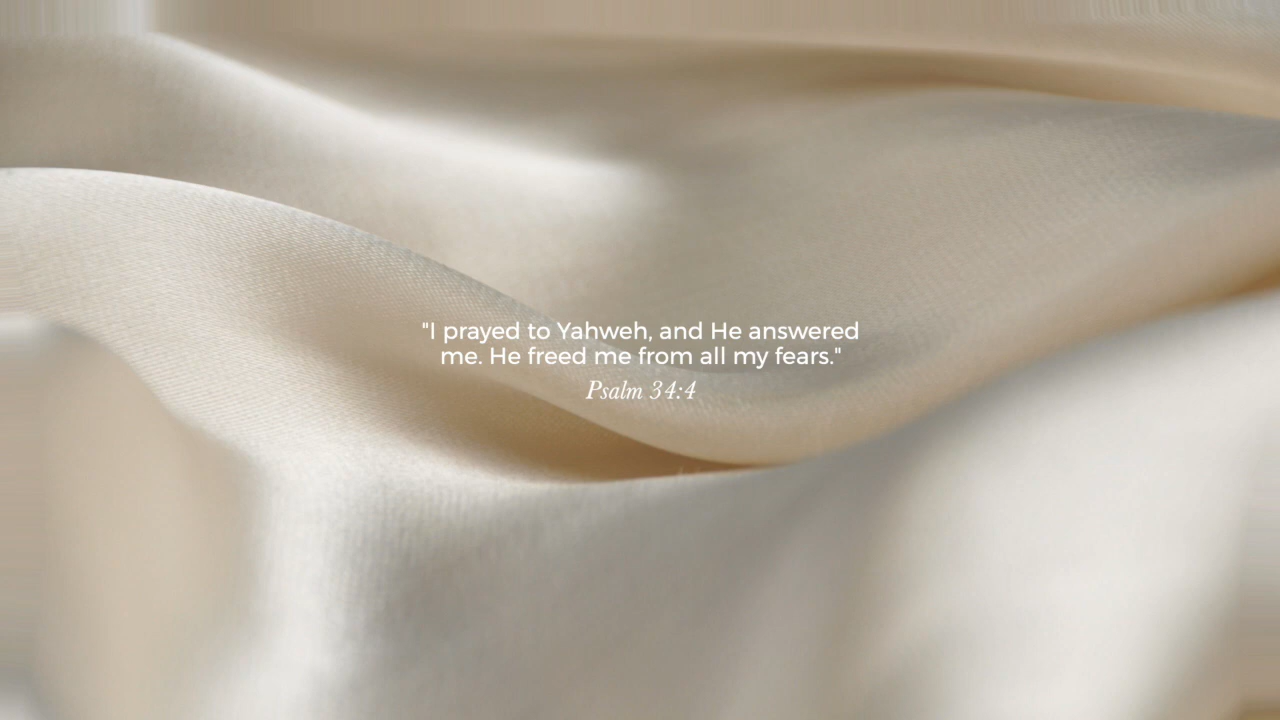 "I prayed to Yahweh, and He answered
me. He freed me from all my fears."
Psalm 34:4